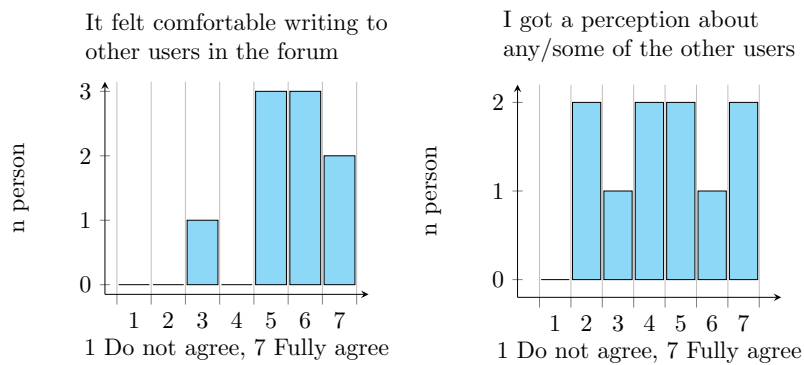 It felt comfortable writing to
other users in the forum
n person
3
2
1
0
1 2 3 4 5 6 7
1 Do not agree, 7 Fully agree
I got a perception about
any/some of the other users
n person
2
1
0
1 2 3 4 5 6 7
1 Do not agree, 7 Fully agree